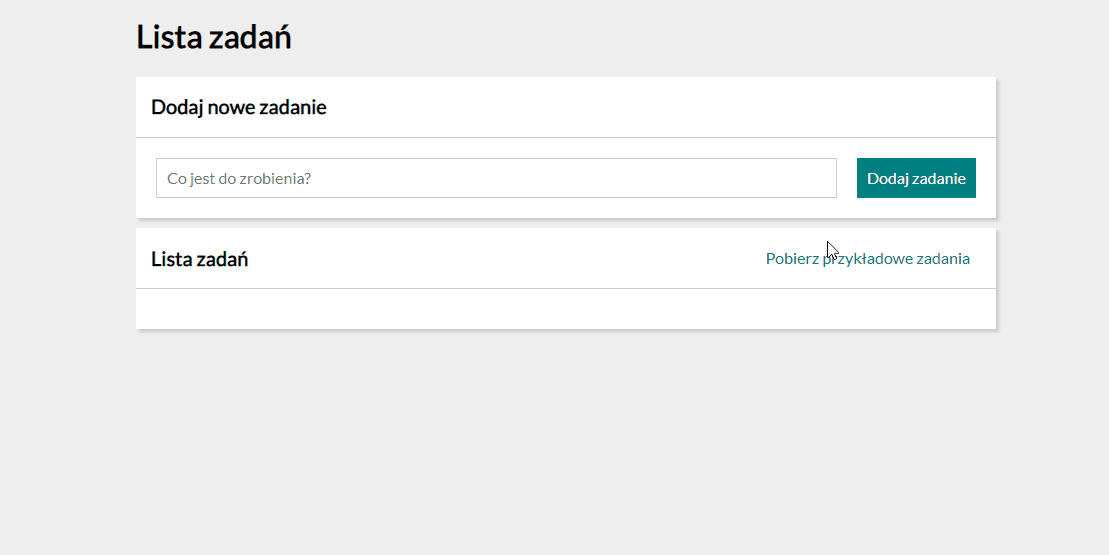 Lista zadań
Dodaj nowe zadanie
Co jest do zrobienia?
Dodaj zadanie
Lista zadań
Pobierz przykładowe zadania